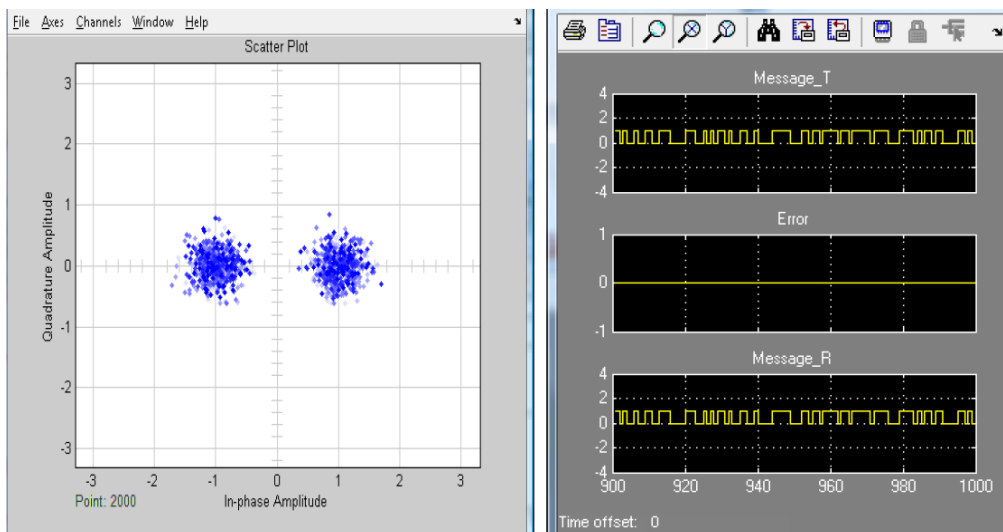 File Axes Channels Window Help
Scatter Plot
3
2
1
0
-1
-2
-3
Quadrature Amplitude
-3 -2 -1 0 1 2 3
Point: 2000 In-phase Amplitude
Message_T
4
2
0
-2
-4
Error
1
0
-1
Message_R
4
2
0
-2
-4
900 920 940 960 980 1000
Time offset: 0